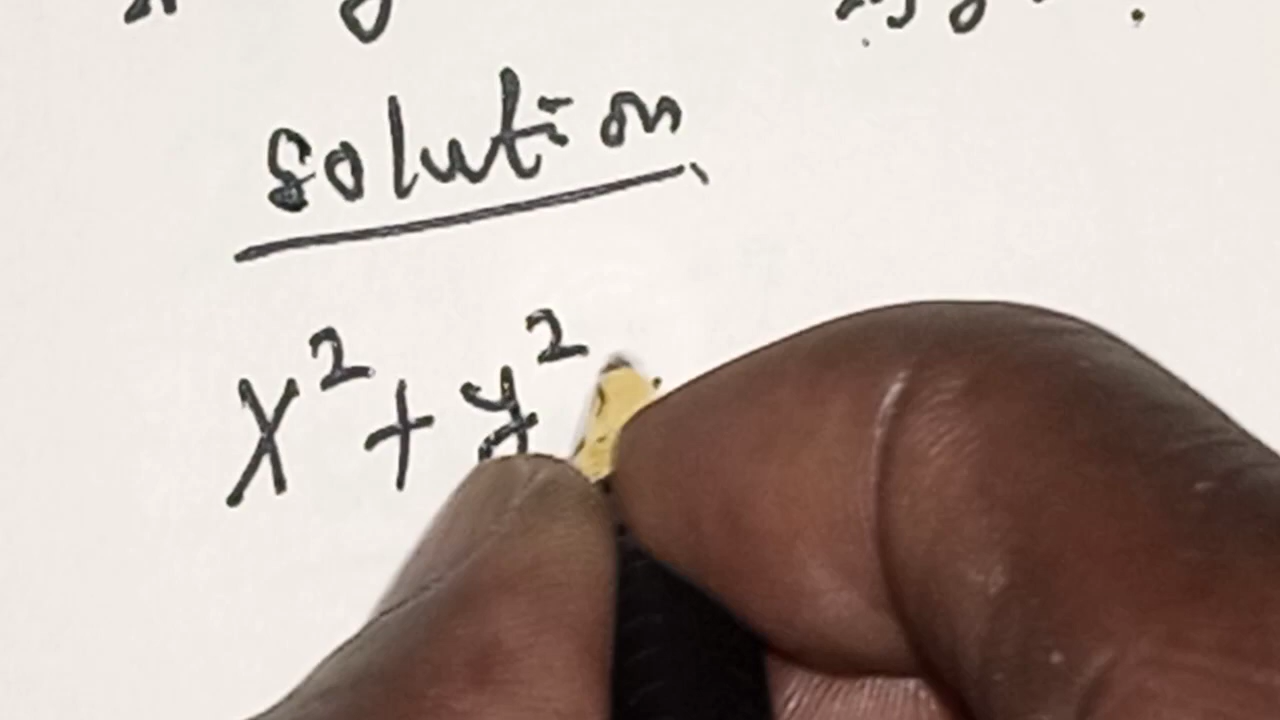 solution
x² + y²